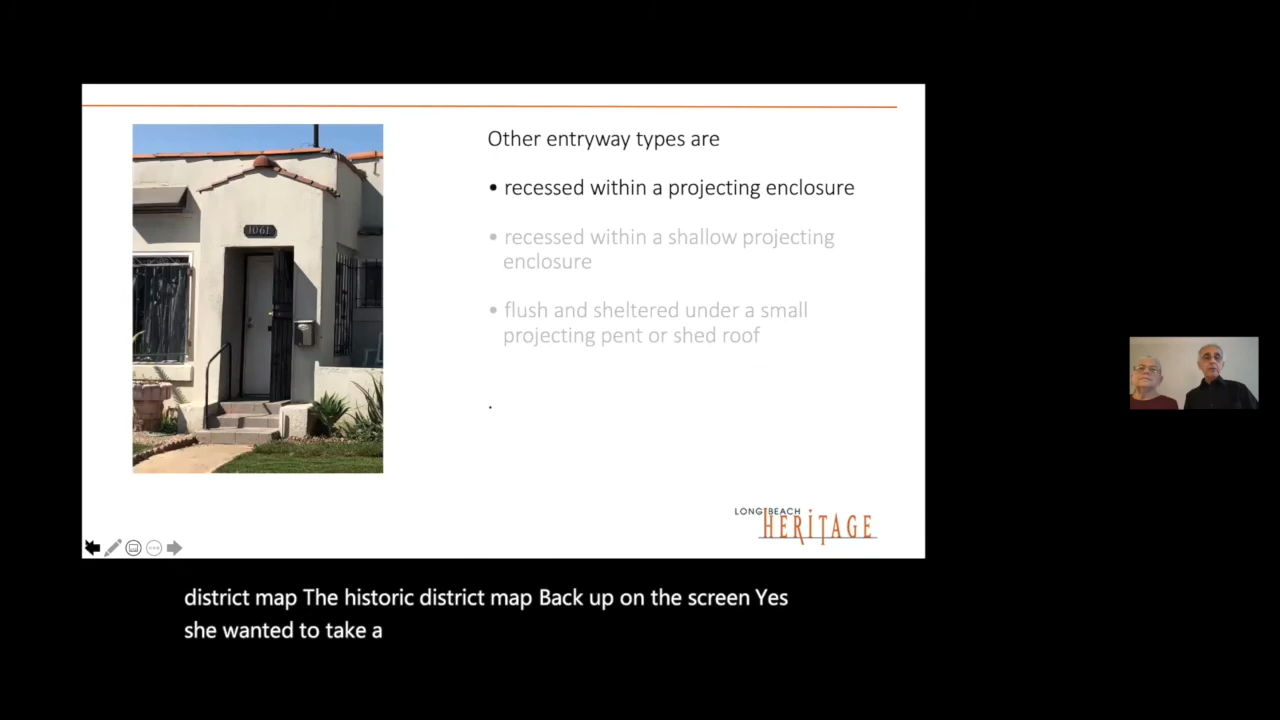 Other entryway types are
• recessed within a projecting enclosure
• recessed within a shallow projecting
enclosure
• flush and sheltered under a small
projecting pent or shed roof
.
1061
LONG BEACH
HERITAGE
district map The historic district map Back up on the screen Yes
she wanted to take a